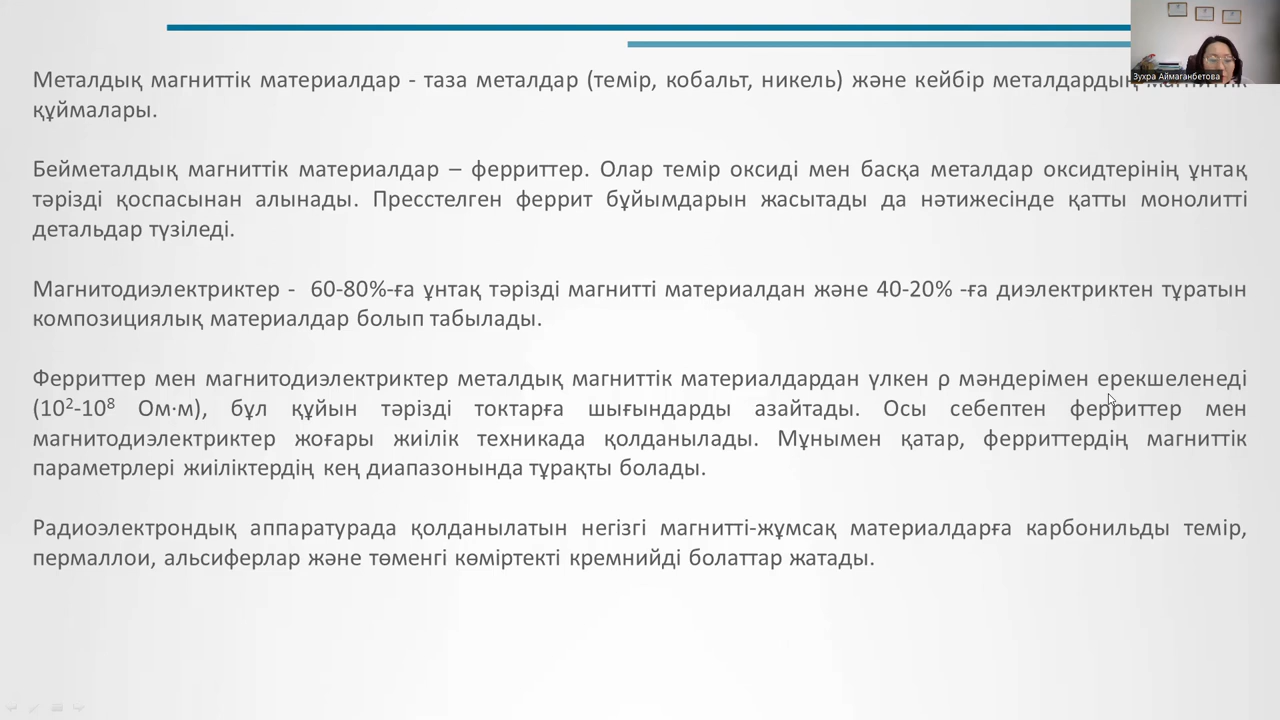 Металдық магниттік материалдар - таза металдар (темір, кобальт, никель) және кейбір металдардың магниттік
құймалары.
Бейметалдық магниттік материалдар – ферриттер. Олар темір оксиді мен басқа металдар оксидтерінің ұнтақ
тәрізді қоспасынан алынады. Пресстелген феррит бұйымдарын жасытады да нәтижесінде қатты монолитті
детальдар түзіледі.
Магнитодиэлектриктер - 60-80%-ға ұнтақ тәрізді магнитті материалдан және 40-20% -ға диэлектриктен тұратын
композициялық материалдар болып табылады.
Ферриттер мен магнитодиэлектриктер металдық магниттік материалдардан үлкен ρ мәндерімен ерекшеленеді
(10²-10⁸ Ом·м), бұл құйын тәрізді токтарға шығындарды азайтады. Осы себептен ферриттер мен
магнитодиэлектриктер жоғары жиілік техникада қолданылады. Мұнымен қатар, ферриттердің магниттік
параметрлері жиіліктердің кең диапазонында тұрақты болады.
Радиоэлектрондық аппаратурада қолданылатын негізгі магнитті-жұмсақ материалдарға карбонильды темір,
пермаллои, альсиферлар және төменгі көміртекті кремнийді болаттар жатады.
Зухра Аймаганбетова